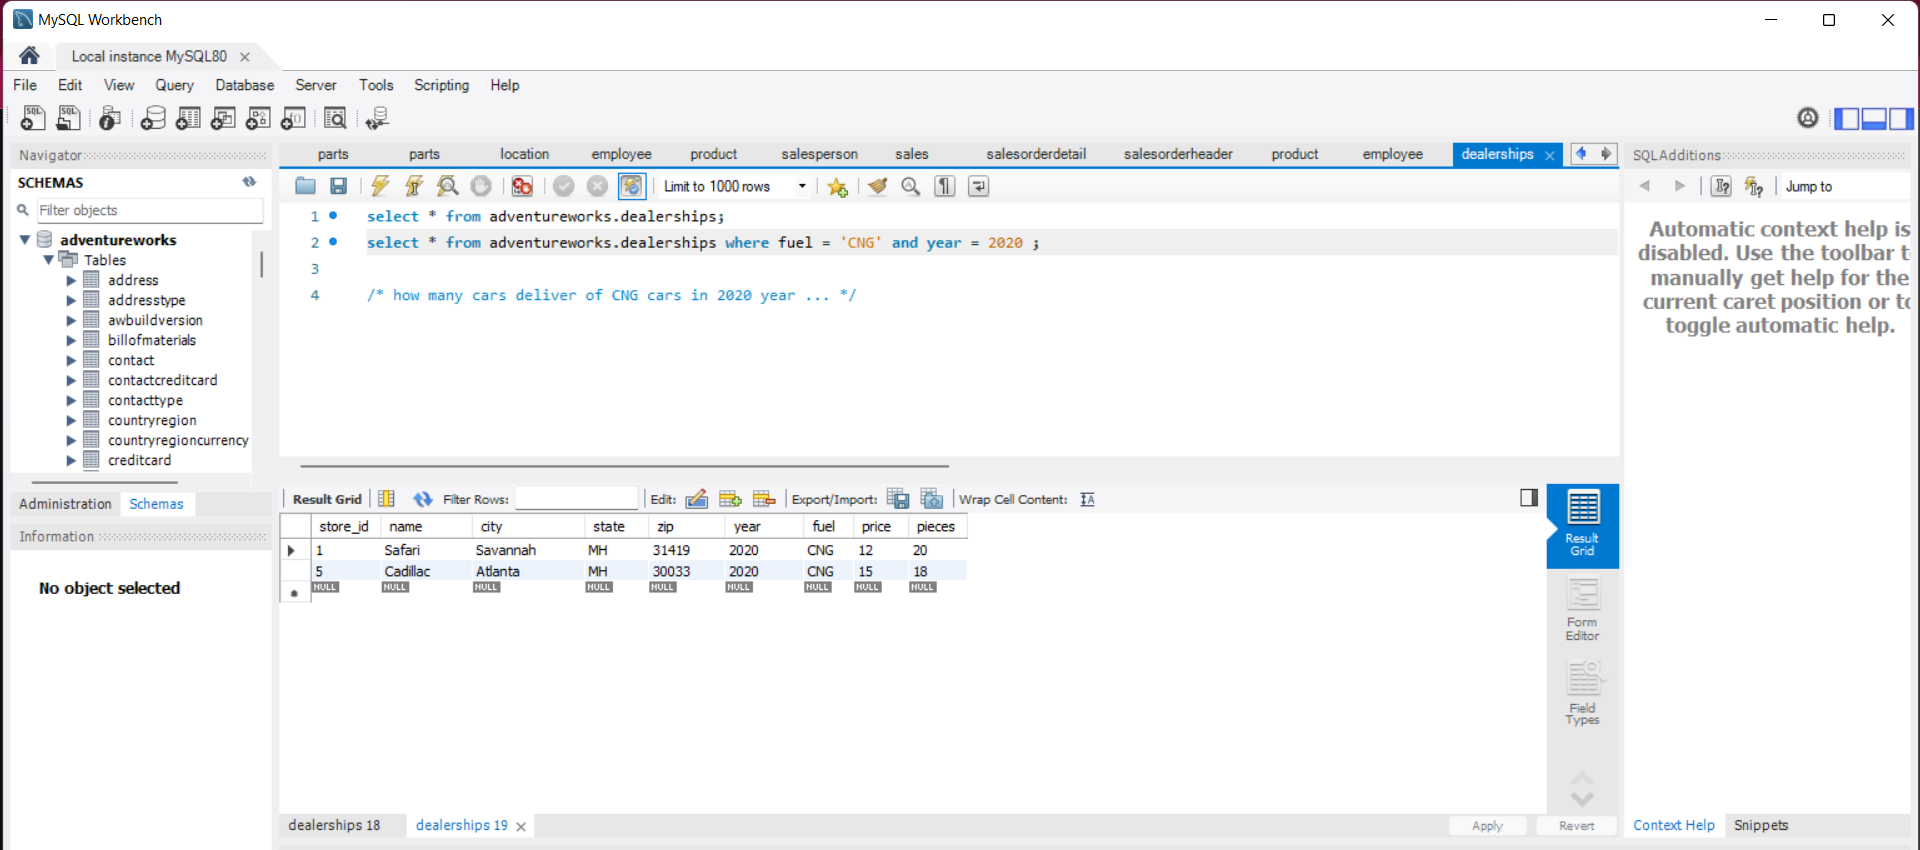 MySQL Workbench
Local instance MySQL80
File Edit View Query Database Server Tools Scripting Help
Navigator
SCHEMAS
Filter objects
adventureworks
Tables
address
addresstype
awbuildversion
billofmaterials
contact
contactcreditcard
contacttype
countryregion
countryregioncurrency
creditcard
Administration Schemas
Information
No object selected
parts parts location employee product salesperson sales salesorderdetail salesorderheader product employee dealerships
Limit to 1000 rows
1 select * from adventureworks.dealerships;
2 select * from adventureworks.dealerships where fuel = 'CNG' and year = 2020 ;
3
4 /* how many cars deliver of CNG cars in 2020 year ... */
Result Grid Filter Rows: Edit: Export/Import: Wrap Cell Content:
store_id name city state zip year fuel price pieces
1 Safari Savannah MH 31419 2020 CNG 12 20
5 Cadillac Atlanta MH 30033 2020 CNG 15 18
NULL NULL NULL NULL NULL NULL NULL NULL NULL
Result
Grid
Form
Editor
Field
Types
dealerships 18 dealerships 19
Apply Revert
SQLAdditions
Jump to
Automatic context help is
disabled. Use the toolbar t
manually get help for the
current caret position or to
toggle automatic help.
Context Help Snippets